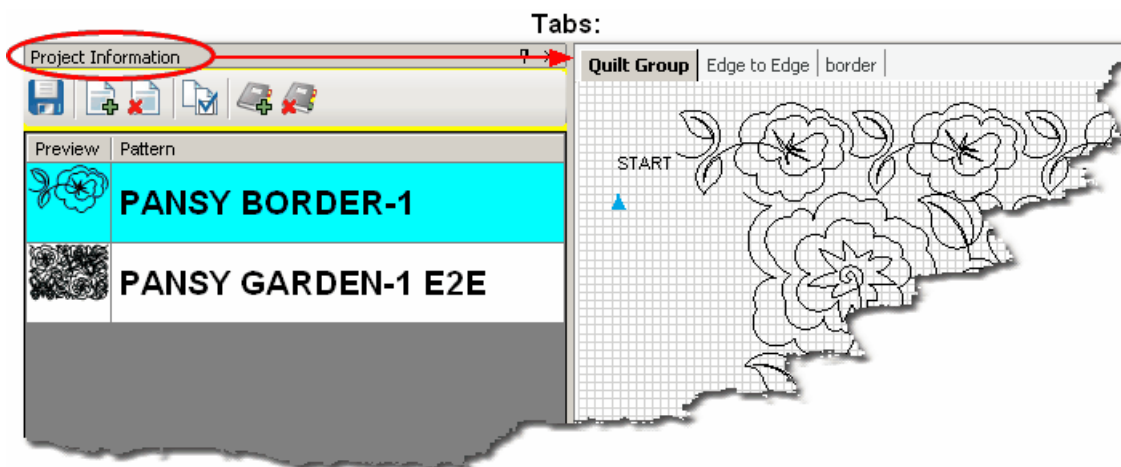 Tabs:
Project Information
Quilt Group Edge to Edge border
Preview Pattern
START
PANSY BORDER-1
PANSY GARDEN-1 E2E